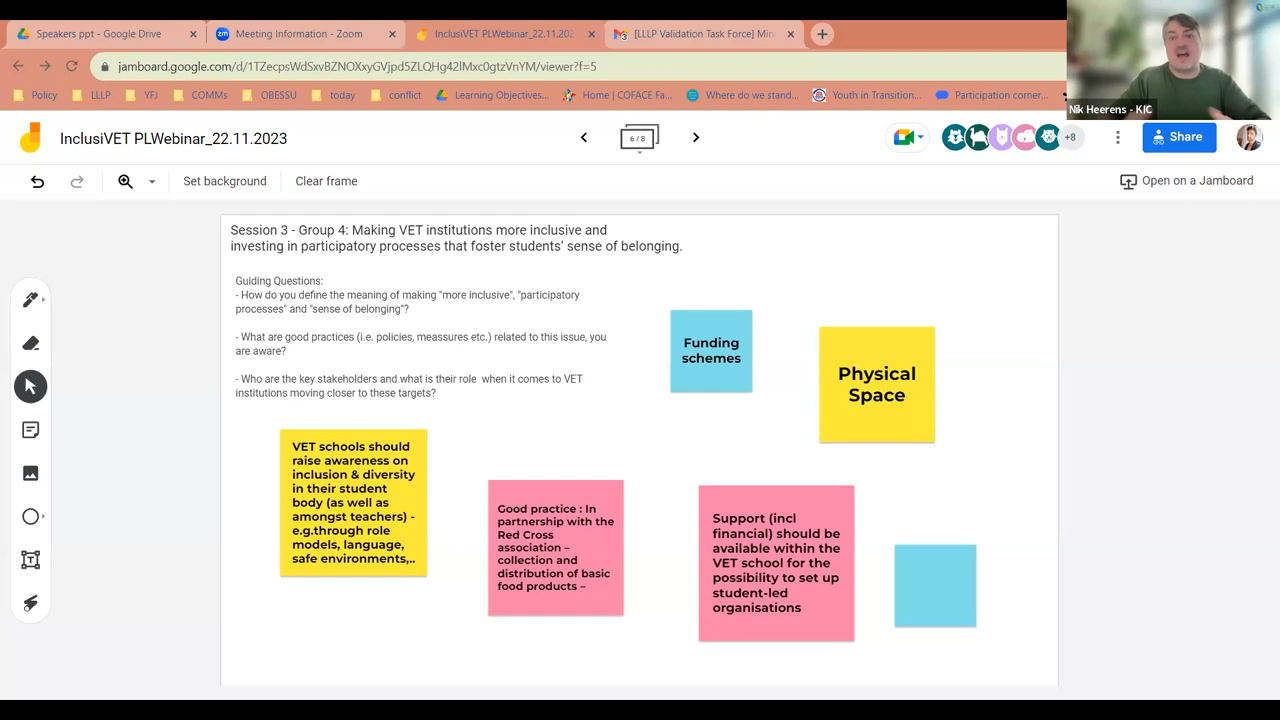 Speakers ppt - Google Drive
Meeting Information - Zoom
InclusiVET PLWebinar_22.11.202
[LLLP Validation Task Force] Min
jamboard.google.com/d/1TZecpsWdSxvBZNOXxyGVjpd5ZLQHg42lMxc0gtzVnYM/viewer?f=5
Policy
LLLP
YFJ
COMMs
OBESSU
today
conflict
Learning Objectives...
Home | COFACE Fa...
Where do we stand...
Youth in Transition...
Participation corner...
Nik Heerens - KIC
InclusiVET PLWebinar_22.11.2023
6 / 8
+8
Share
Set background
Clear frame
Open on a Jamboard
Session 3 - Group 4: Making VET institutions more inclusive and
investing in participatory processes that foster students' sense of belonging.
Guiding Questions:
- How do you define the meaning of making "more inclusive", "participatory
processes" and "sense of belonging"?
- What are good practices (i.e. policies, meassures etc.) related to this issue, you
are aware?
- Who are the key stakeholders and what is their role when it comes to VET
institutions moving closer to these targets?
Funding
schemes
Physical
Space
VET schools should
raise awareness on
inclusion & diversity
in their student
body (as well as
amongst teachers) -
e.g.through role
models, language,
safe environments,..
Good practice : In
partnership with the
Red Cross
association –
collection and
distribution of basic
food products –
Support (incl
financial) should be
available within the
VET school for the
possibility to set up
student-led
organisations